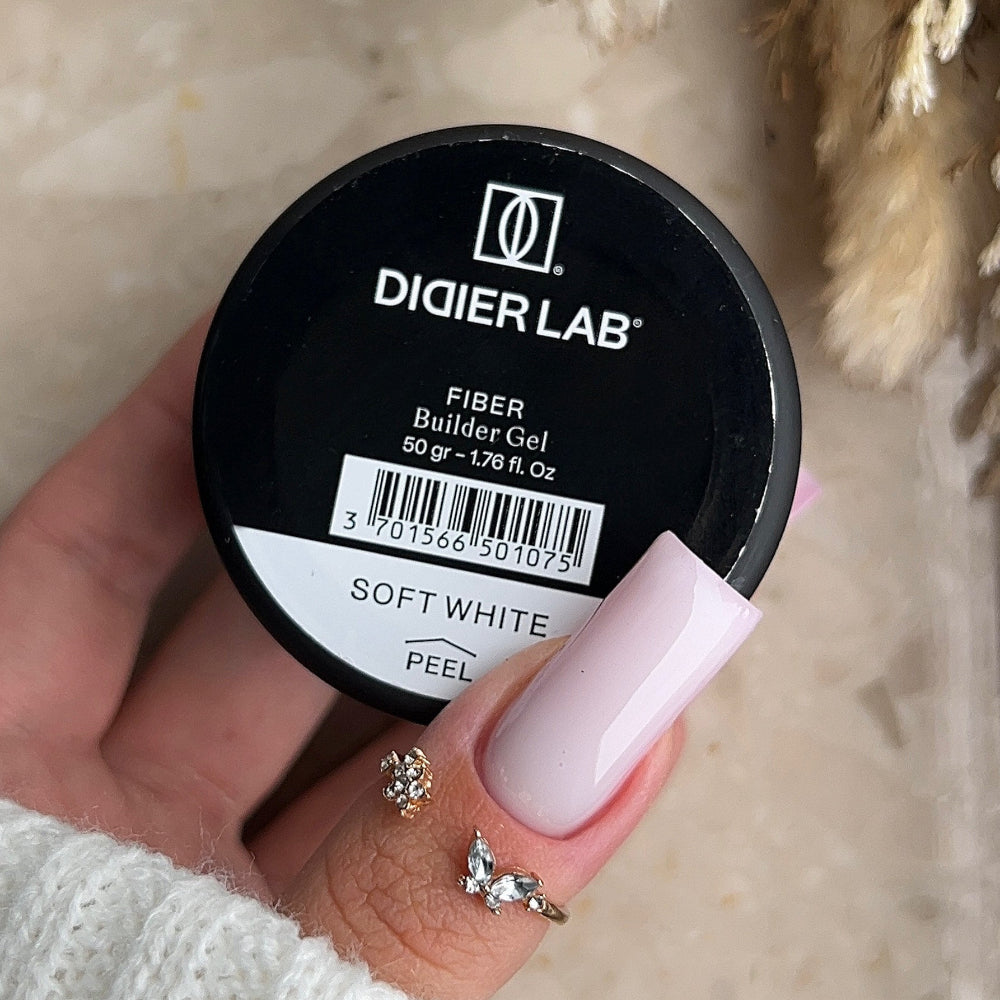 DIDIER LAB®
FIBER
Builder Gel
50 gr – 1.76 fl. Oz
3 701566 501075
SOFT WHITE
PEEL